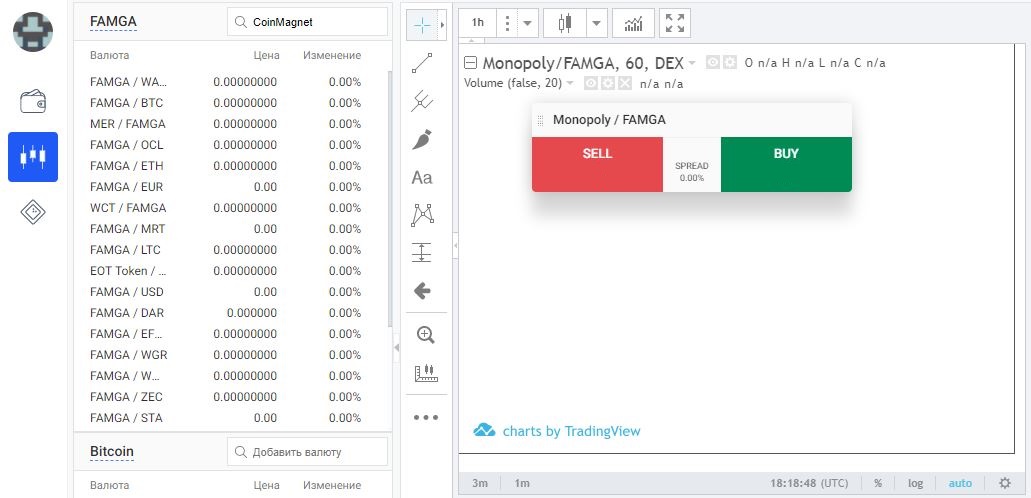 FAMGA
CoinMagnet
Валюта Цена Изменение
FAMGA / WA... 0.00000000 0.00%
FAMGA / BTC 0.00000000 0.00%
MER / FAMGA 0.00000000 0.00%
FAMGA / OCL 0.00000000 0.00%
FAMGA / ETH 0.00000000 0.00%
FAMGA / EUR 0.00 0.00%
WCT / FAMGA 0.00000000 0.00%
FAMGA / MRT 0.00 0.00%
FAMGA / LTC 0.00000000 0.00%
EOT Token / ... 0.00000000 0.00%
FAMGA / USD 0.00 0.00%
FAMGA / DAR 0.000000 0.00%
FAMGA / EF... 0.00000000 0.00%
FAMGA / WGR 0.00000000 0.00%
FAMGA / W... 0.00000000 0.00%
FAMGA / ZEC 0.00000000 0.00%
FAMGA / STA 0.00 0.00%
Bitcoin
Добавить валюту
Валюта Цена Изменение
Aa
1h
Monopoly/FAMGA, 60, DEX O n/a H n/a L n/a C n/a
Volume (false, 20) n/a n/a
Monopoly / FAMGA
SELL
SPREAD
0.00%
BUY
charts by TradingView
3m 1m 18:18:48 (UTC) % log auto